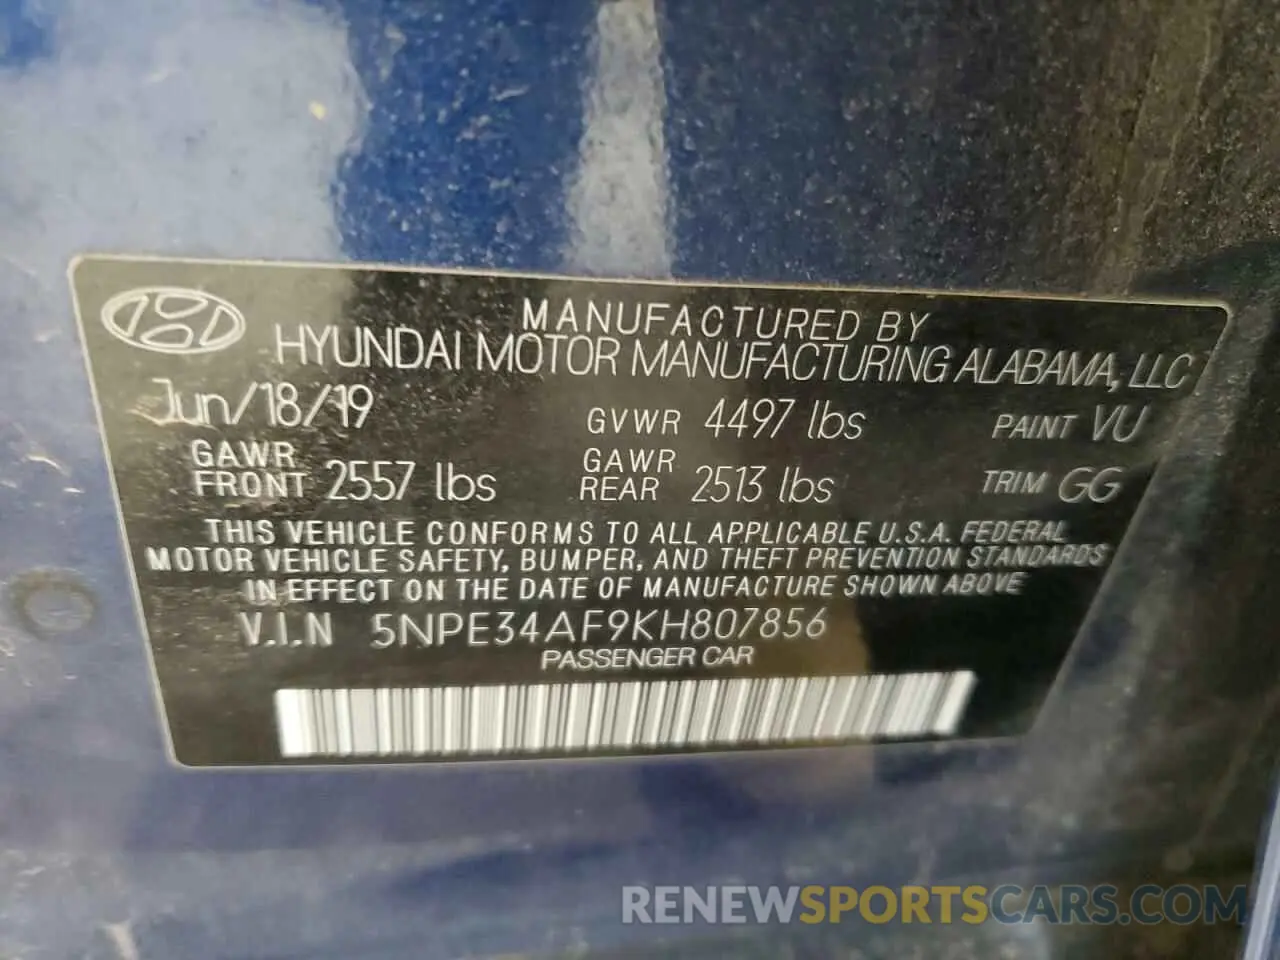 MANUFACTURED BY
HYUNDAI MOTOR MANUFACTURING ALABAMA, LLC
Jun/18/19 GVWR 4497 lbs PAINT VU
GAWR FRONT 2557 lbs GAWR REAR 2513 lbs TRIM GG
THIS VEHICLE CONFORMS TO ALL APPLICABLE U.S.A. FEDERAL
MOTOR VEHICLE SAFETY, BUMPER, AND THEFT PREVENTION STANDARDS
IN EFFECT ON THE DATE OF MANUFACTURE SHOWN ABOVE
V.I.N 5NPE34AF9KH807856
PASSENGER CAR
RENEWSPORTSCARS.COM